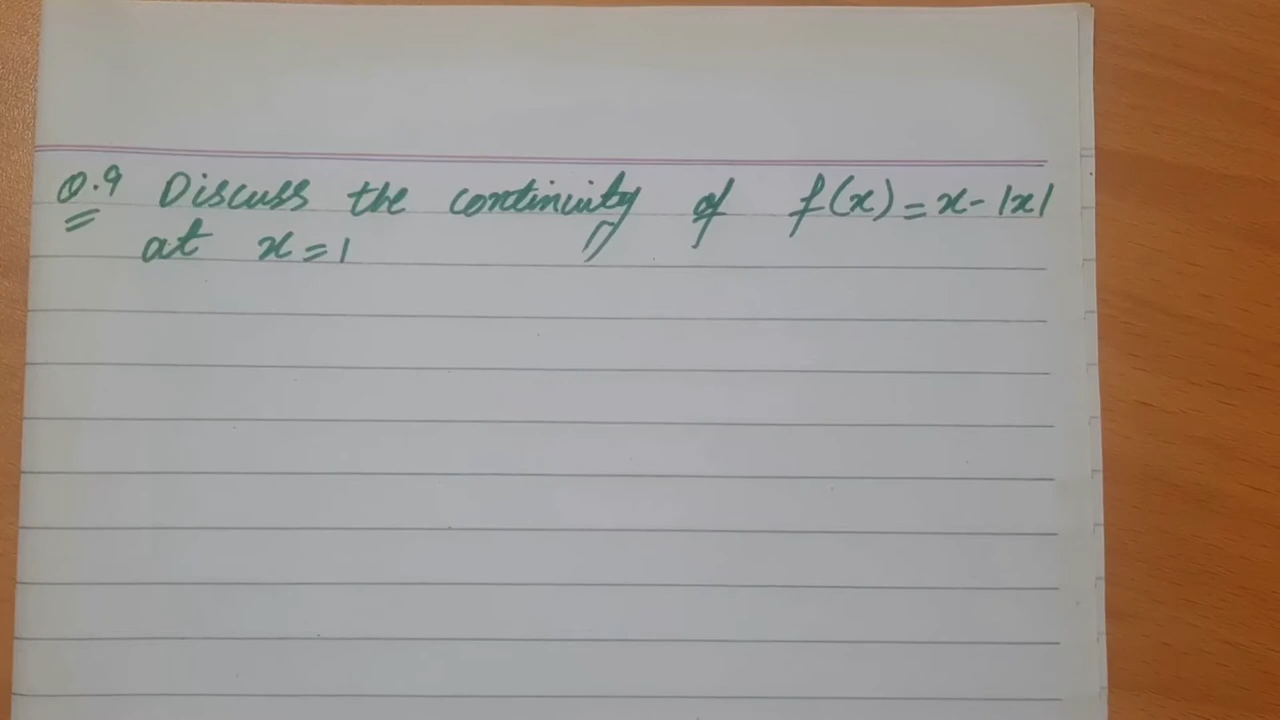 Q.9 Discuss the continuity of f(x) = x - |x|
at x = 1